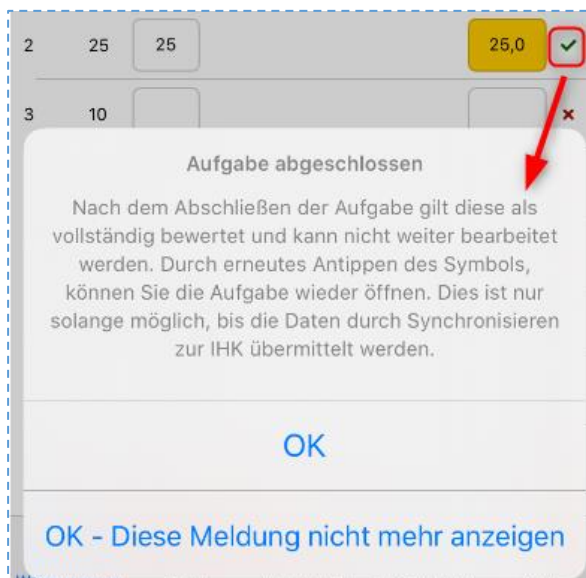 2 25 25 25,0 ✓
3 10 ×
Aufgabe abgeschlossen
Nach dem Abschließen der Aufgabe gilt diese als
vollständig bewertet und kann nicht weiter bearbeitet
werden. Durch erneutes Antippen des Symbols,
können Sie die Aufgabe wieder öffnen. Dies ist nur
solange möglich, bis die Daten durch Synchronisieren
zur IHK übermittelt werden.
OK
OK - Diese Meldung nicht mehr anzeigen